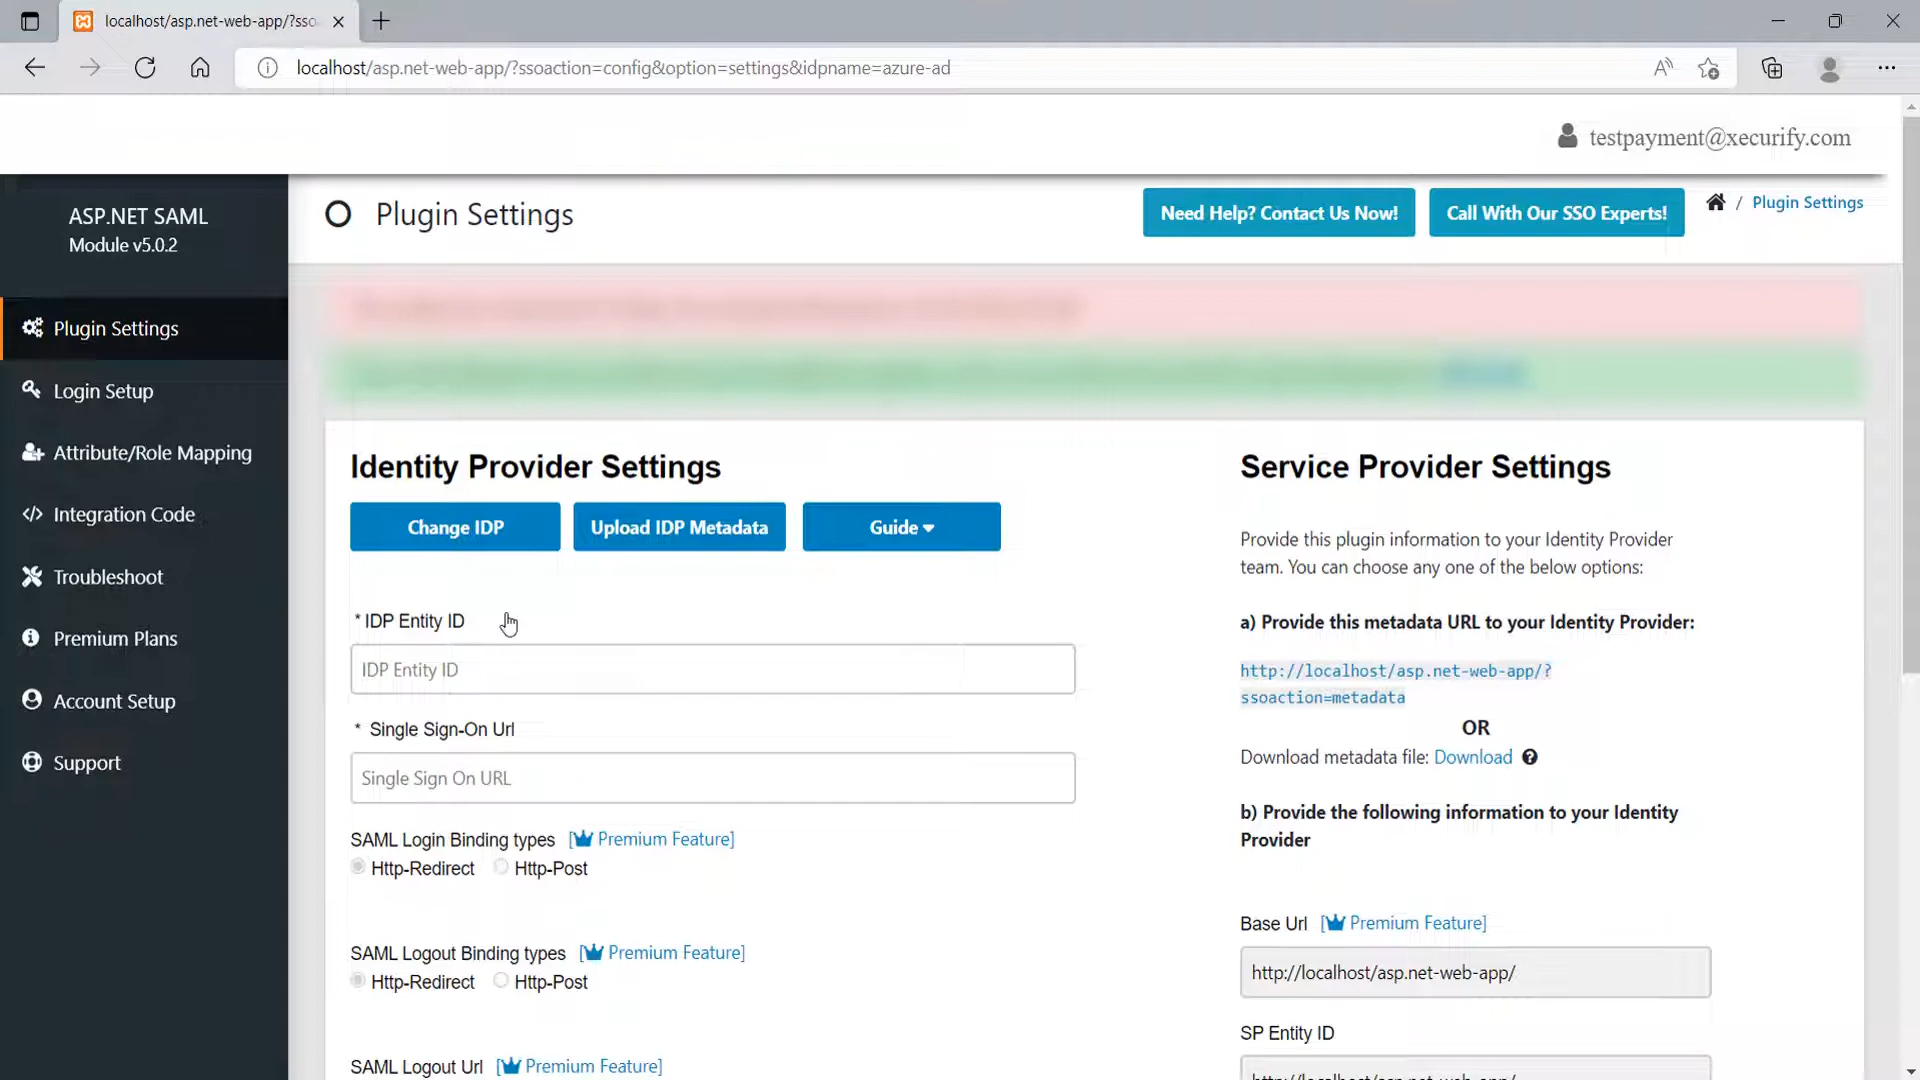 localhost/asp.net-web-app/?sso
localhost/asp.net-web-app/?ssoaction=config&option=settings&idpname=azure-ad
testpayment@xecurify.com
ASP.NET SAML
Module v5.0.2
Plugin Settings
Need Help? Contact Us Now!
Call With Our SSO Experts!
/ Plugin Settings
Plugin Settings
Login Setup
Attribute/Role Mapping
Integration Code
Troubleshoot
Premium Plans
Account Setup
Support
Identity Provider Settings
Change IDP
Upload IDP Metadata
Guide
* IDP Entity ID
IDP Entity ID
* Single Sign-On Url
Single Sign On URL
SAML Login Binding types [Premium Feature]
Http-Redirect Http-Post
SAML Logout Binding types [Premium Feature]
Http-Redirect Http-Post
SAML Logout Url [Premium Feature]
Service Provider Settings
Provide this plugin information to your Identity Provider
team. You can choose any one of the below options:
a) Provide this metadata URL to your Identity Provider:
http://localhost/asp.net-web-app/?
ssoaction=metadata
OR
Download metadata file: Download
b) Provide the following information to your Identity
Provider
Base Url [Premium Feature]
http://localhost/asp.net-web-app/
SP Entity ID